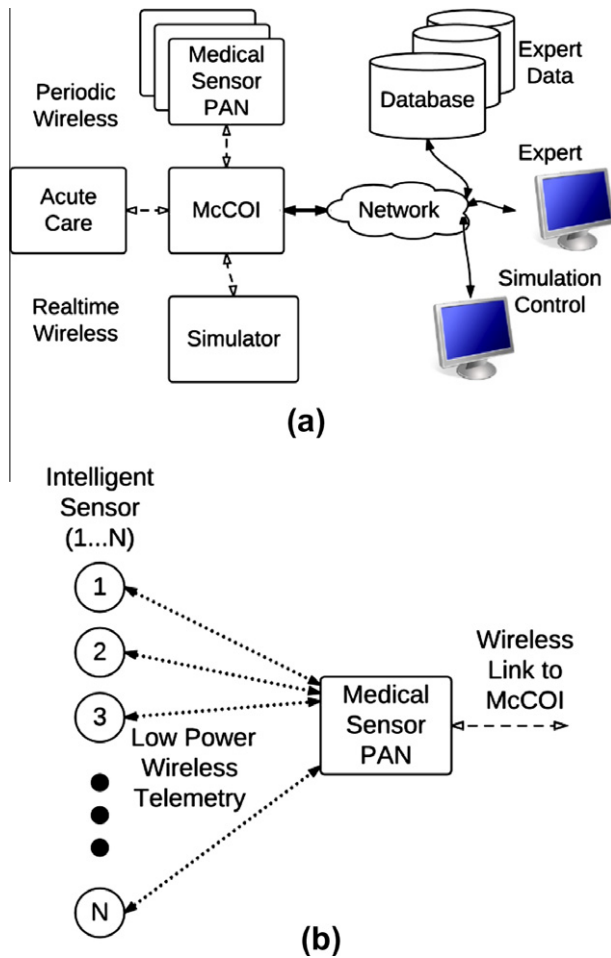 Medical
Sensor
PAN
Periodic
Wireless
Database
Expert
Data
Acute
Care
McCOI
Network
Expert
Realtime
Wireless
Simulator
Simulation
Control
(a)
Intelligent
Sensor
(1...N)
1
2
3
N
Low Power
Wireless
Telemetry
Medical
Sensor
PAN
Wireless
Link to
McCOI
(b)